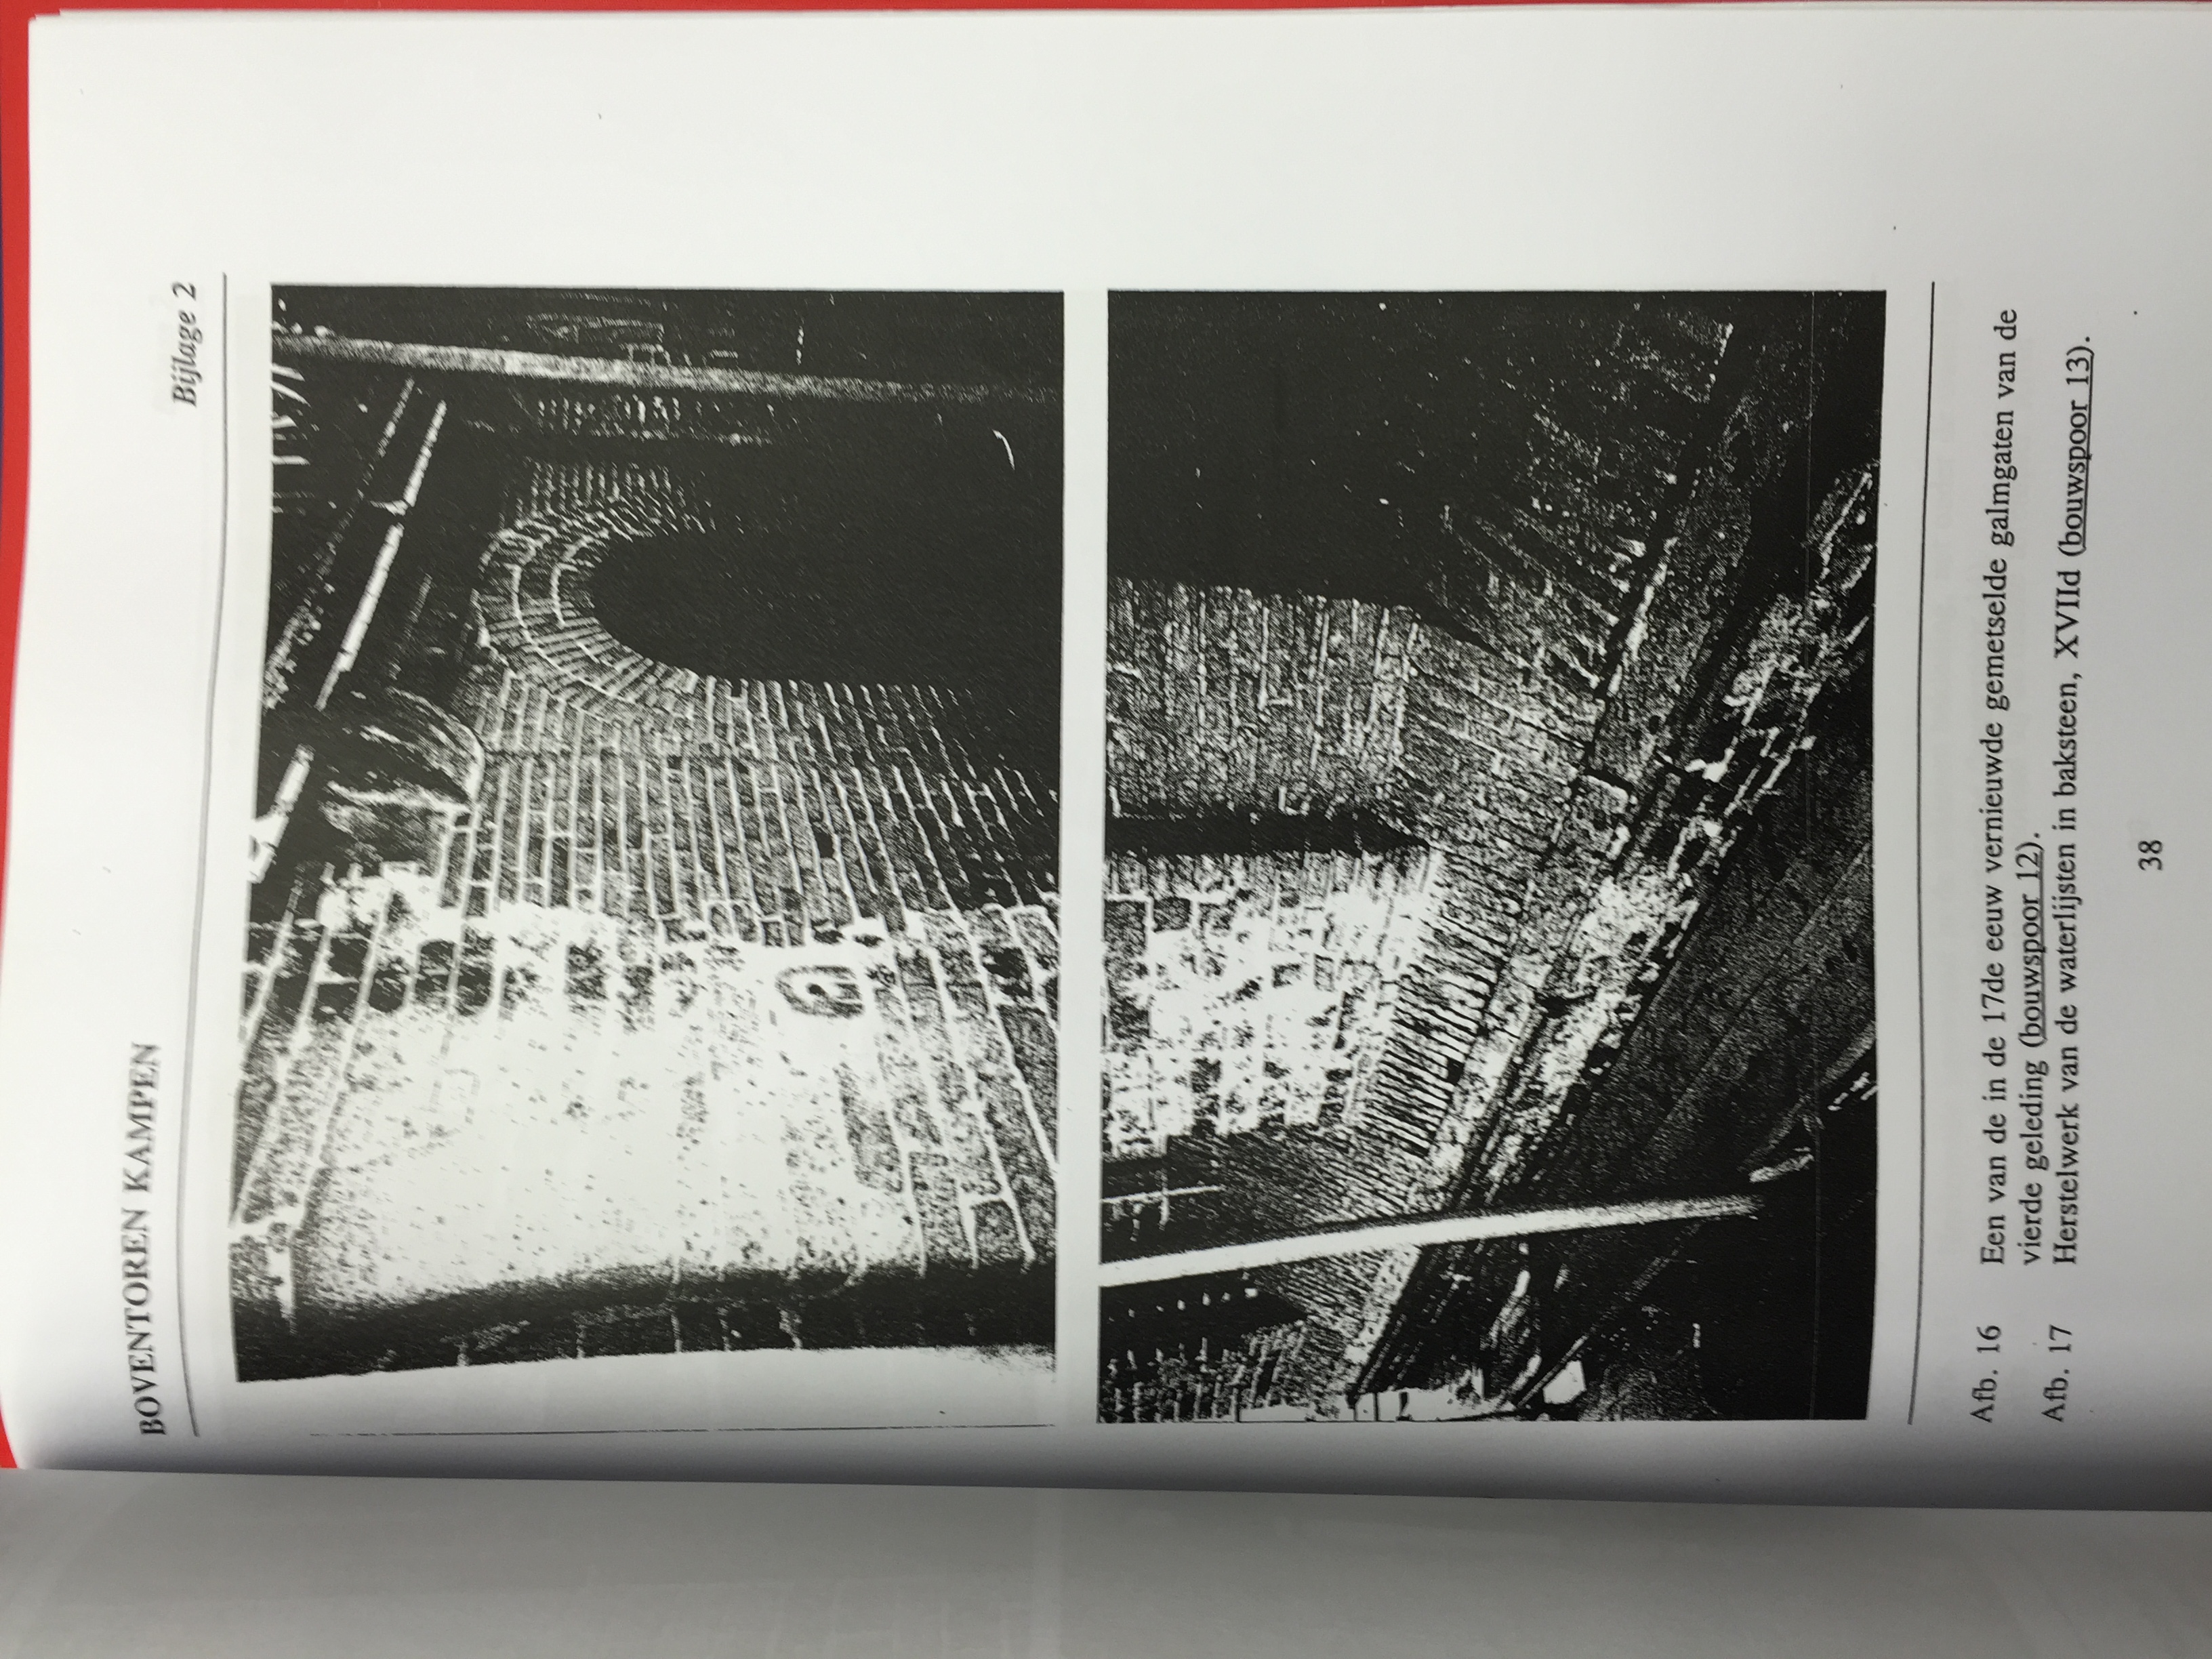 BOVENTOREN KAMPEN
Bijlage 2
Afb. 16 Een van de in de 17de eeuw vernieuwde gemetselde galmgaten van de
vierde geleding (bouwspoor 12).
Afb. 17 Herstelwerk van de waterlijsten in baksteen, XVIId (bouwspoor 13).
38